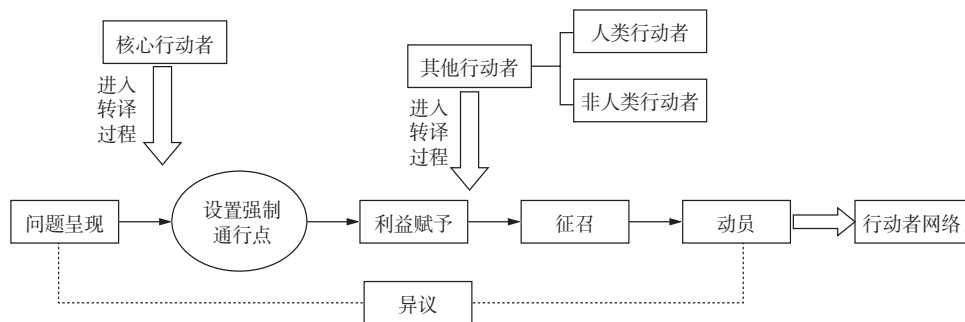 人类行动者
核心行动者
其他行动者
非人类行动者
进入
转译
过程
进入
转译
过程
问题呈现
设置强制
通行点
利益赋予
征召
动员
行动者网络
异议